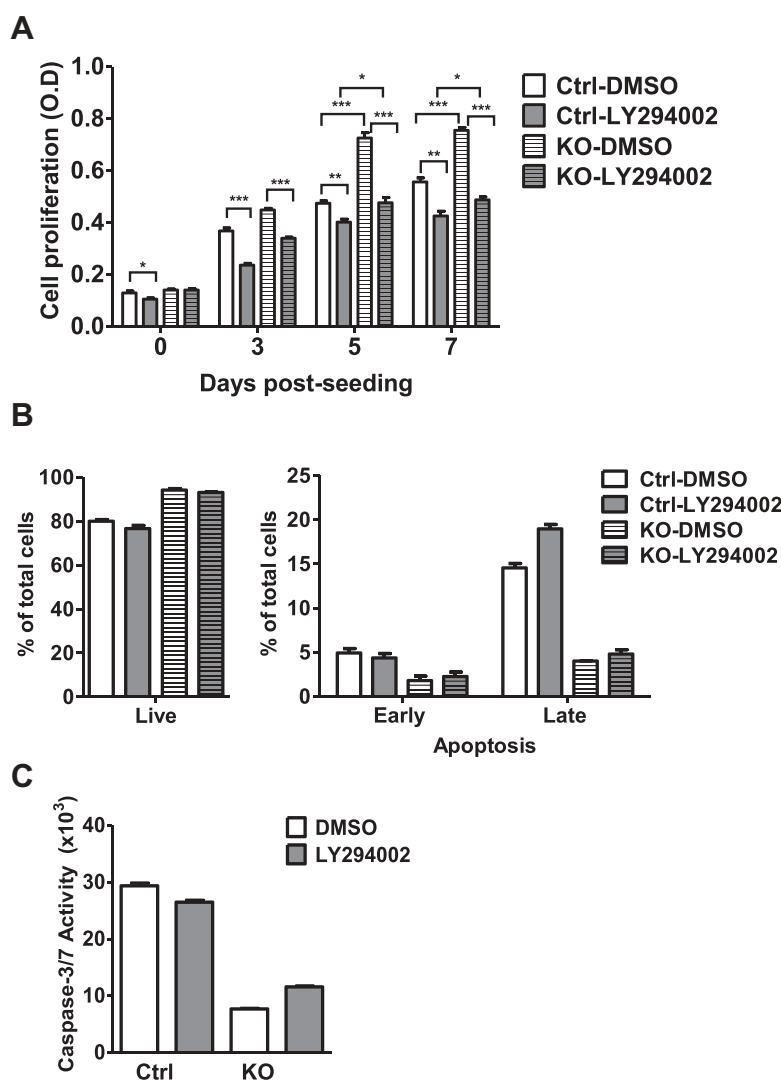 A
Cell proliferation (O.D)
1.0
0.8
0.6
0.4
0.2
0.0
*
***
***
**
***
*
***
**
***
*
***
0
3
5
7
Days post-seeding
Ctrl-DMSO
Ctrl-LY294002
KO-DMSO
KO-LY294002
B
% of total cells
100
80
60
40
20
0
Live
% of total cells
25
20
15
10
5
0
Early
Late
Apoptosis
Ctrl-DMSO
Ctrl-LY294002
KO-DMSO
KO-LY294002
C
Caspase-3/7 Activity (x10³)
40
30
20
10
0
Ctrl
KO
DMSO
LY294002